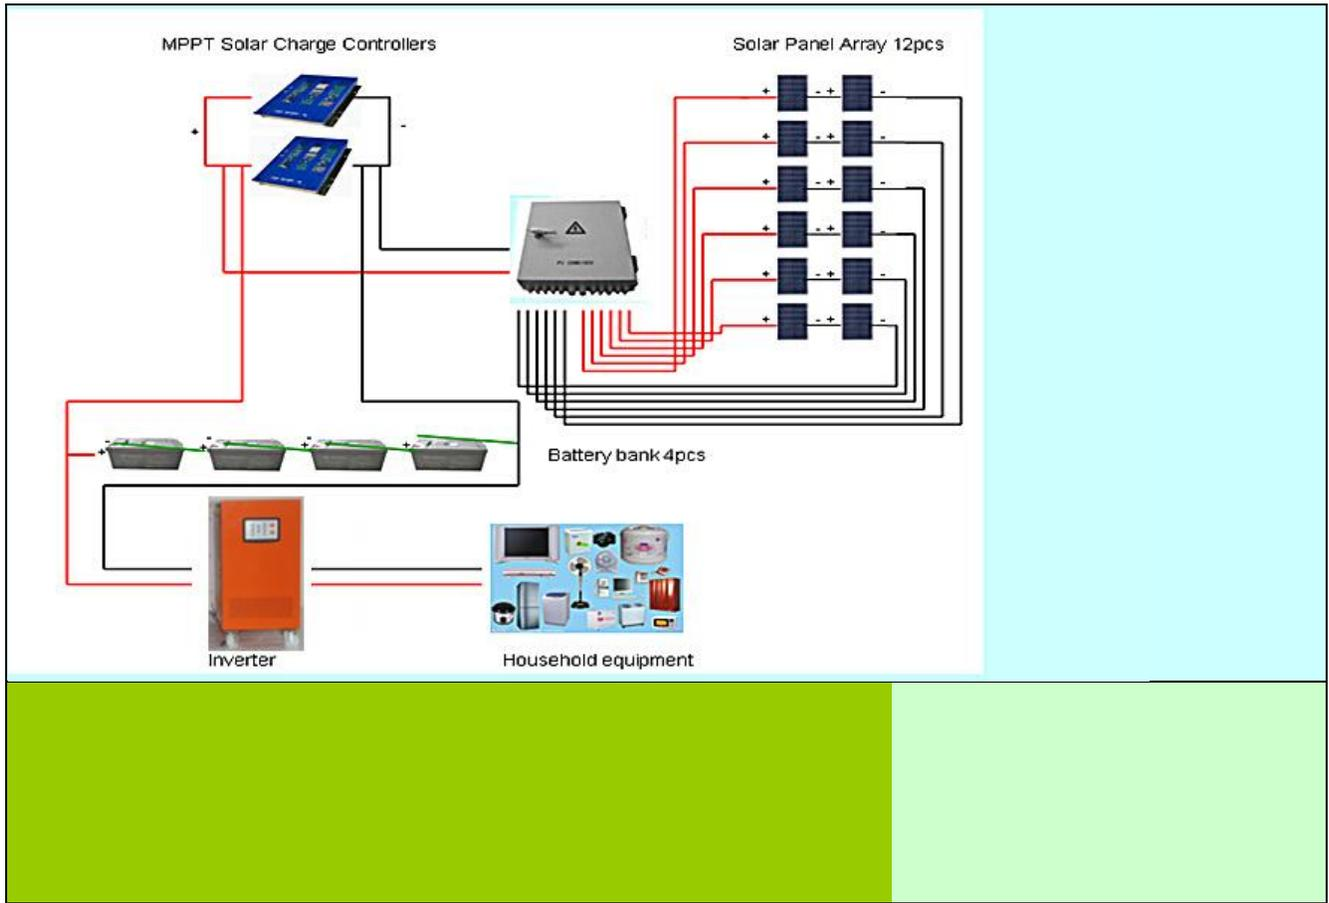 MPPT Solar Charge Controllers
Solar Panel Array 12pcs
Battery bank 4pcs
Inverter
Household equipment